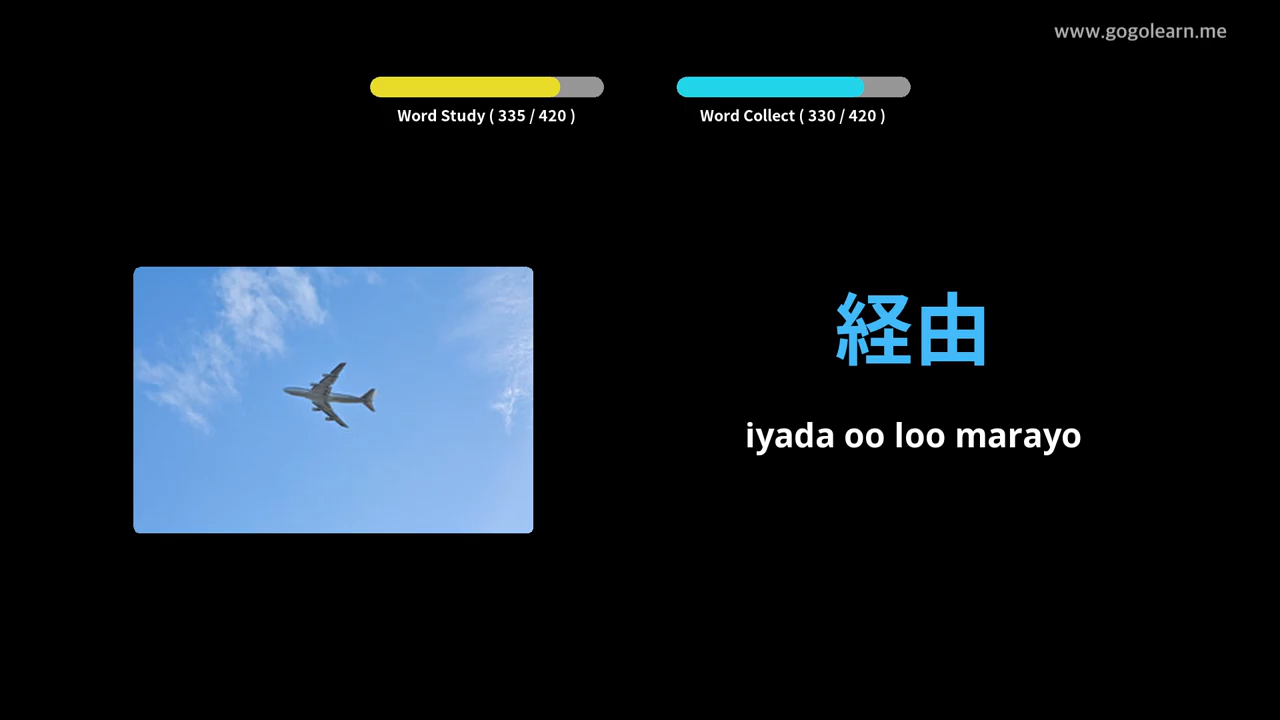 www.gogolearn.me
Word Study ( 335 / 420 )
Word Collect ( 330 / 420 )
経由
iyada oo loo marayo